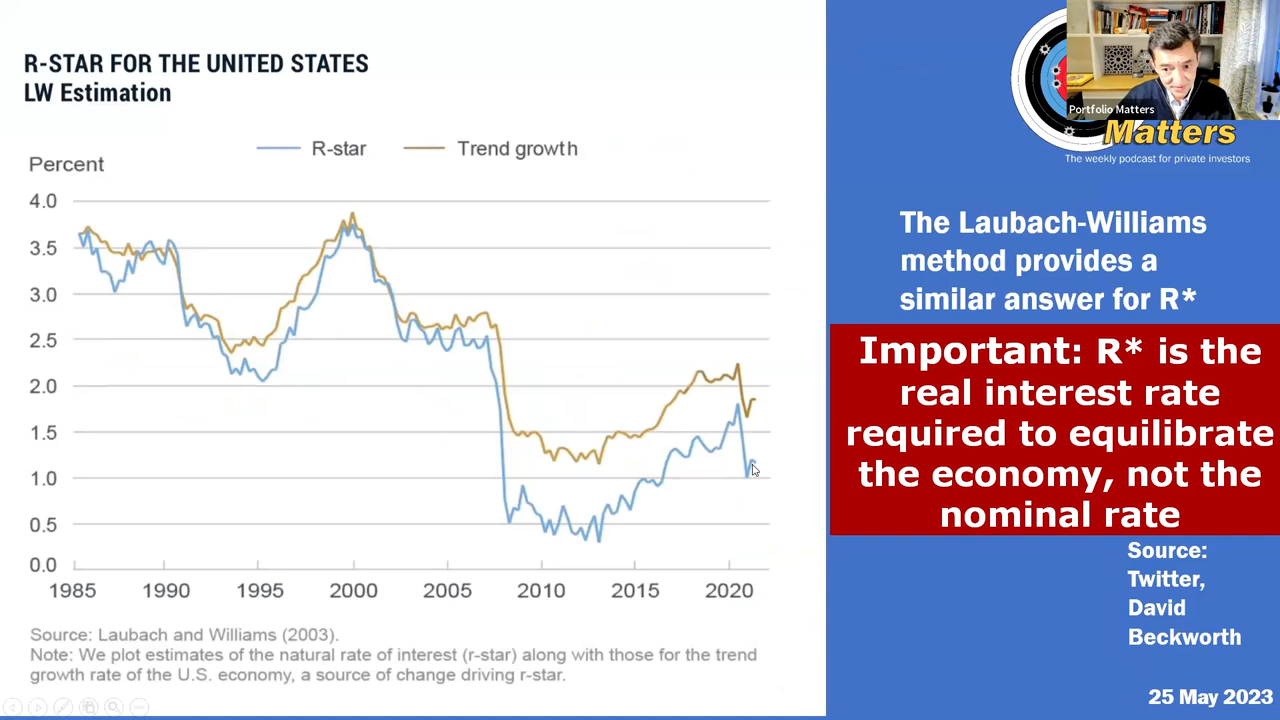 R-STAR FOR THE UNITED STATES
LW Estimation
Percent
R-star
Trend growth
4.0
3.5
3.0
2.5
2.0
1.5
1.0
0.5
0.0
1985 1990 1995 2000 2005 2010 2015 2020
Source: Laubach and Williams (2003).
Note: We plot estimates of the natural rate of interest (r-star) along with those for the trend
growth rate of the U.S. economy, a source of change driving r-star.
Portfolio Matters
Matters
The weekly podcast for private investors
The Laubach-Williams
method provides a
similar answer for R*
Important: R* is the
real interest rate
required to equilibrate
the economy, not the
nominal rate
Source:
Twitter,
David
Beckworth
25 May 2023